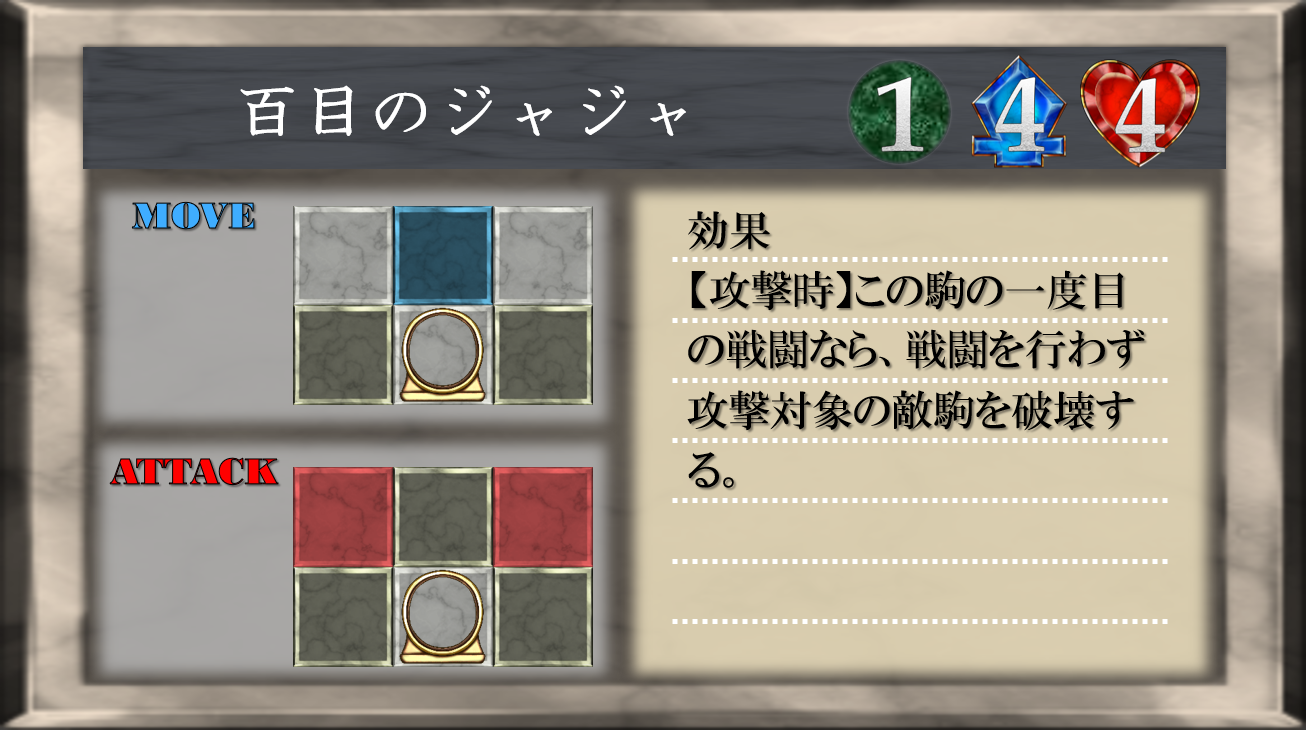 百目のジャジャ
1 4 4
MOVE
ATTACK
効果
【攻撃時】この駒の一度目
の戦闘なら、戦闘を行わず
攻撃対象の敵駒を破壊す
る。